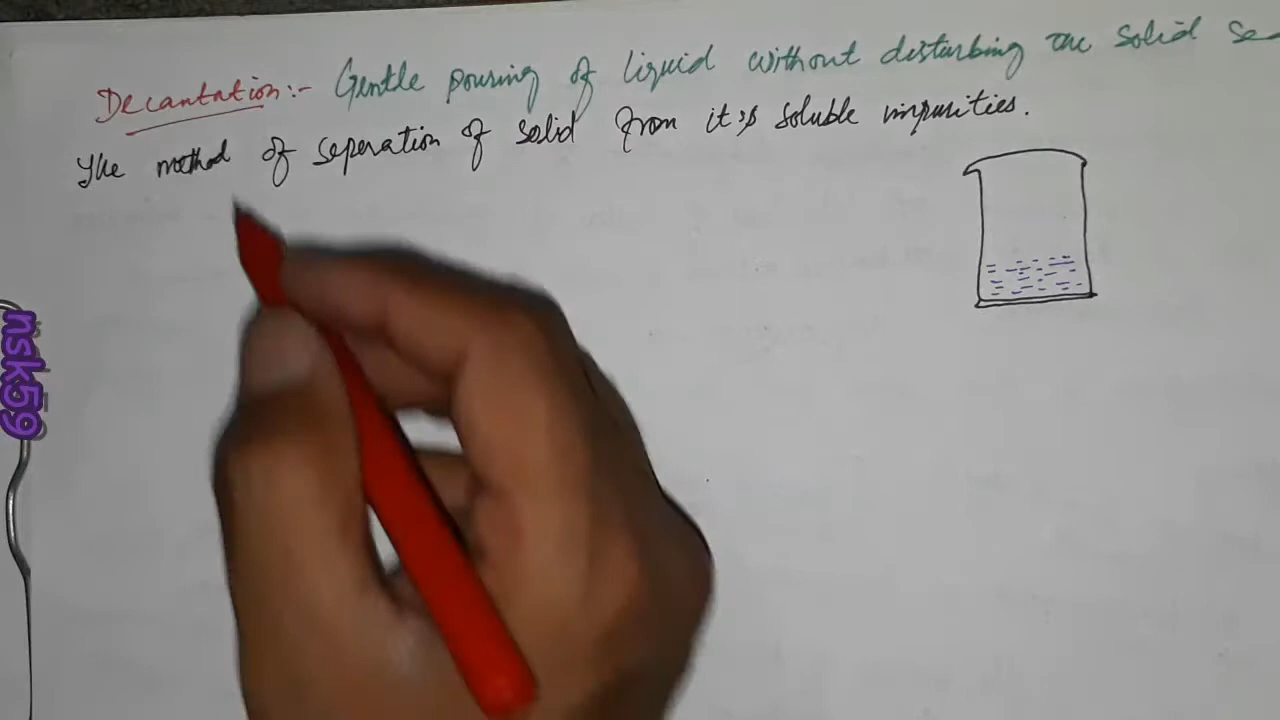 Decantation:- Gentle pouring of liquid without disturbing the solid se
The method of seperation of solid from it's soluble impurities.
nsk59